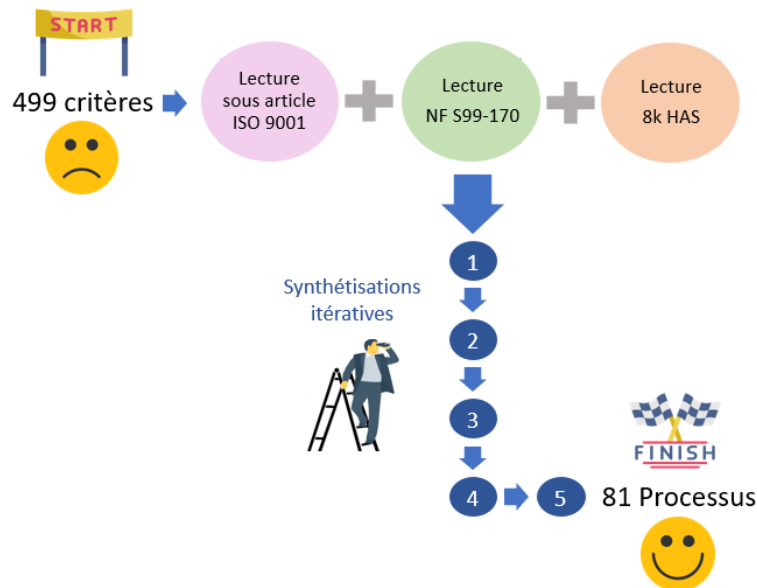 START
499 critères
Lecture
sous article
ISO 9001
Lecture
NF S99-170
Lecture
8k HAS
1
Synthétisations
itératives
2
3
4
5
FINISH
81 Processus